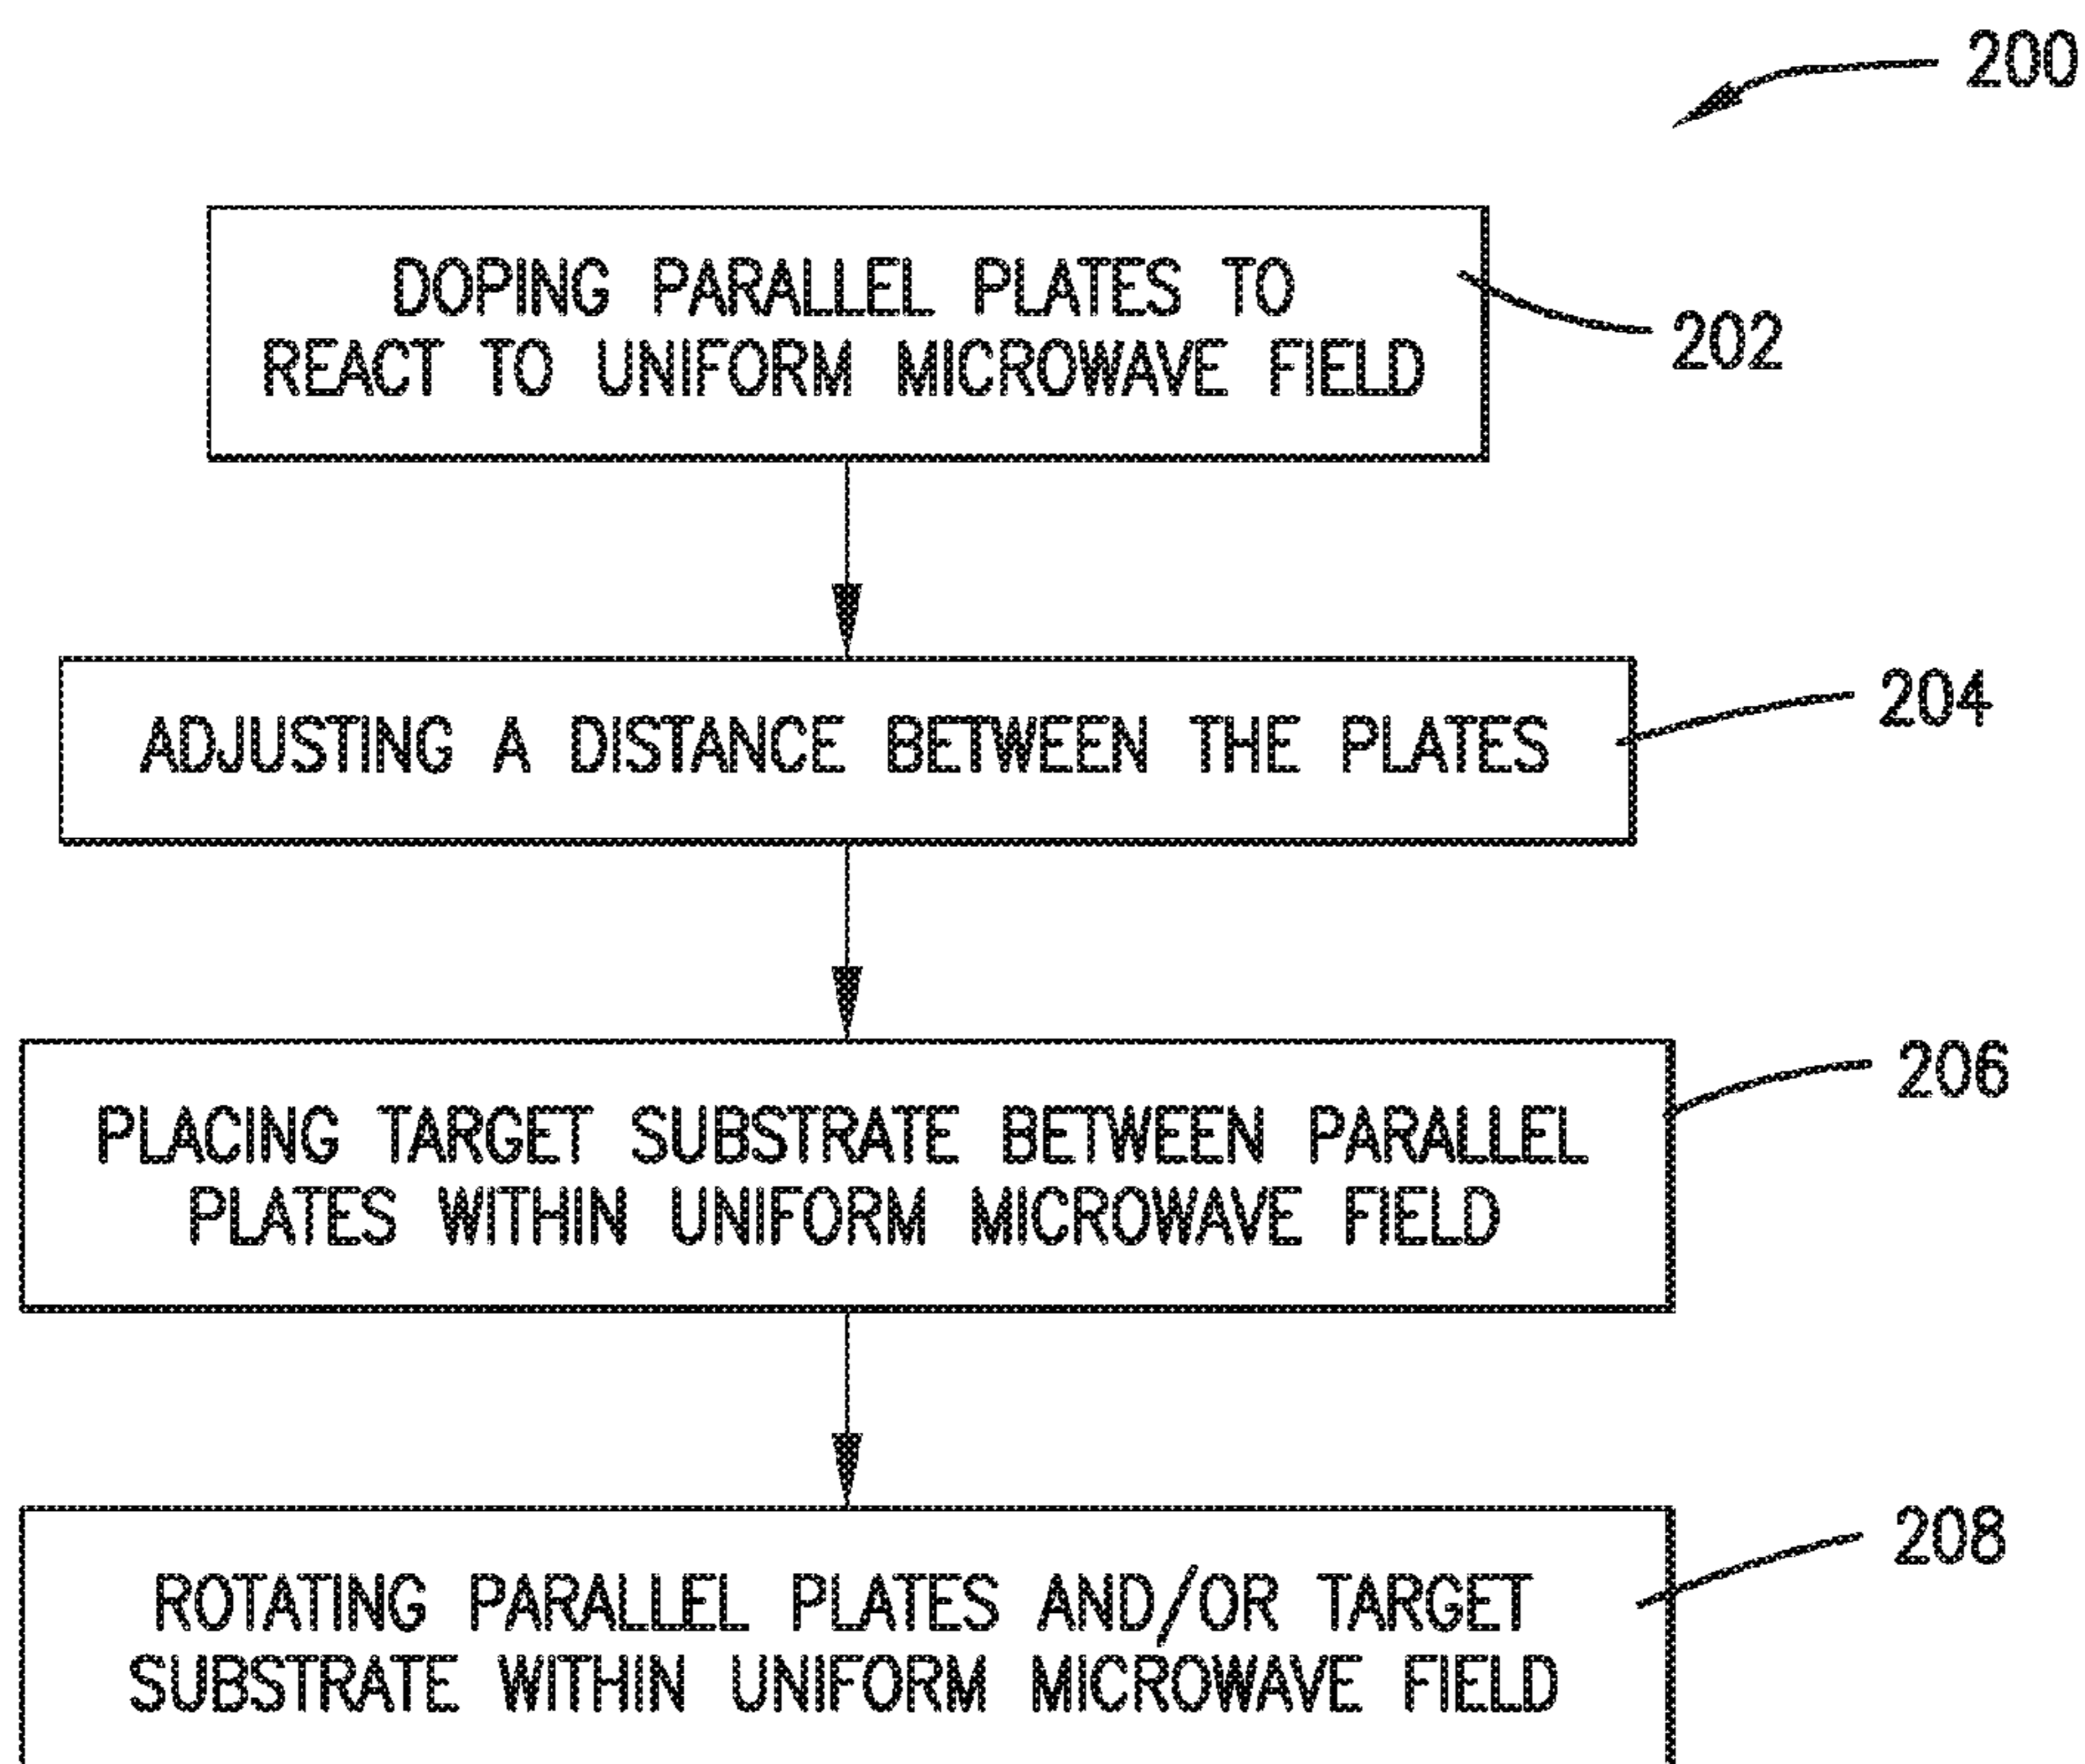 200
DOPING PARALLEL PLATES TO
REACT TO UNIFORM MICROWAVE FIELD
202
ADJUSTING A DISTANCE BETWEEN THE PLATES
204
PLACING TARGET SUBSTRATE BETWEEN PARALLEL
PLATES WITHIN UNIFORM MICROWAVE FIELD
206
ROTATING PARALLEL PLATES AND/OR TARGET
SUBSTRATE WITHIN UNIFORM MICROWAVE FIELD
208